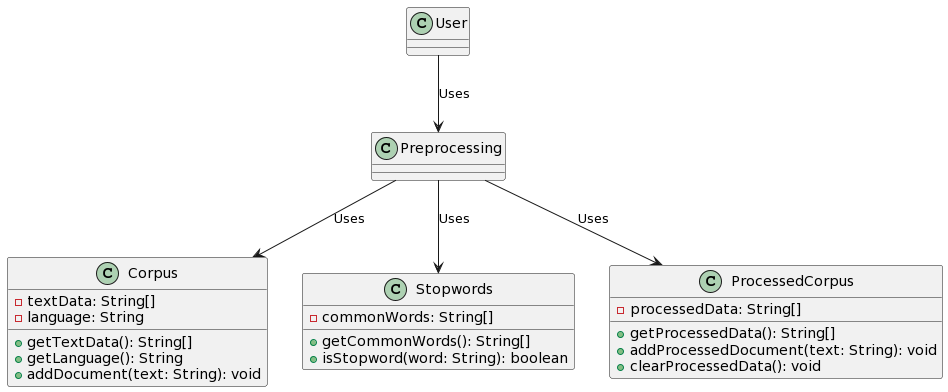 C User
Uses
C Preprocessing
Uses
Uses
Uses
C Corpus
textData: String[]
language: String
getTextData(): String[]
getLanguage(): String
addDocument(text: String): void
C Stopwords
commonWords: String[]
getCommonWords(): String[]
isStopword(word: String): boolean
C ProcessedCorpus
processedData: String[]
getProcessedData(): String[]
addProcessedDocument(text: String): void
clearProcessedData(): void